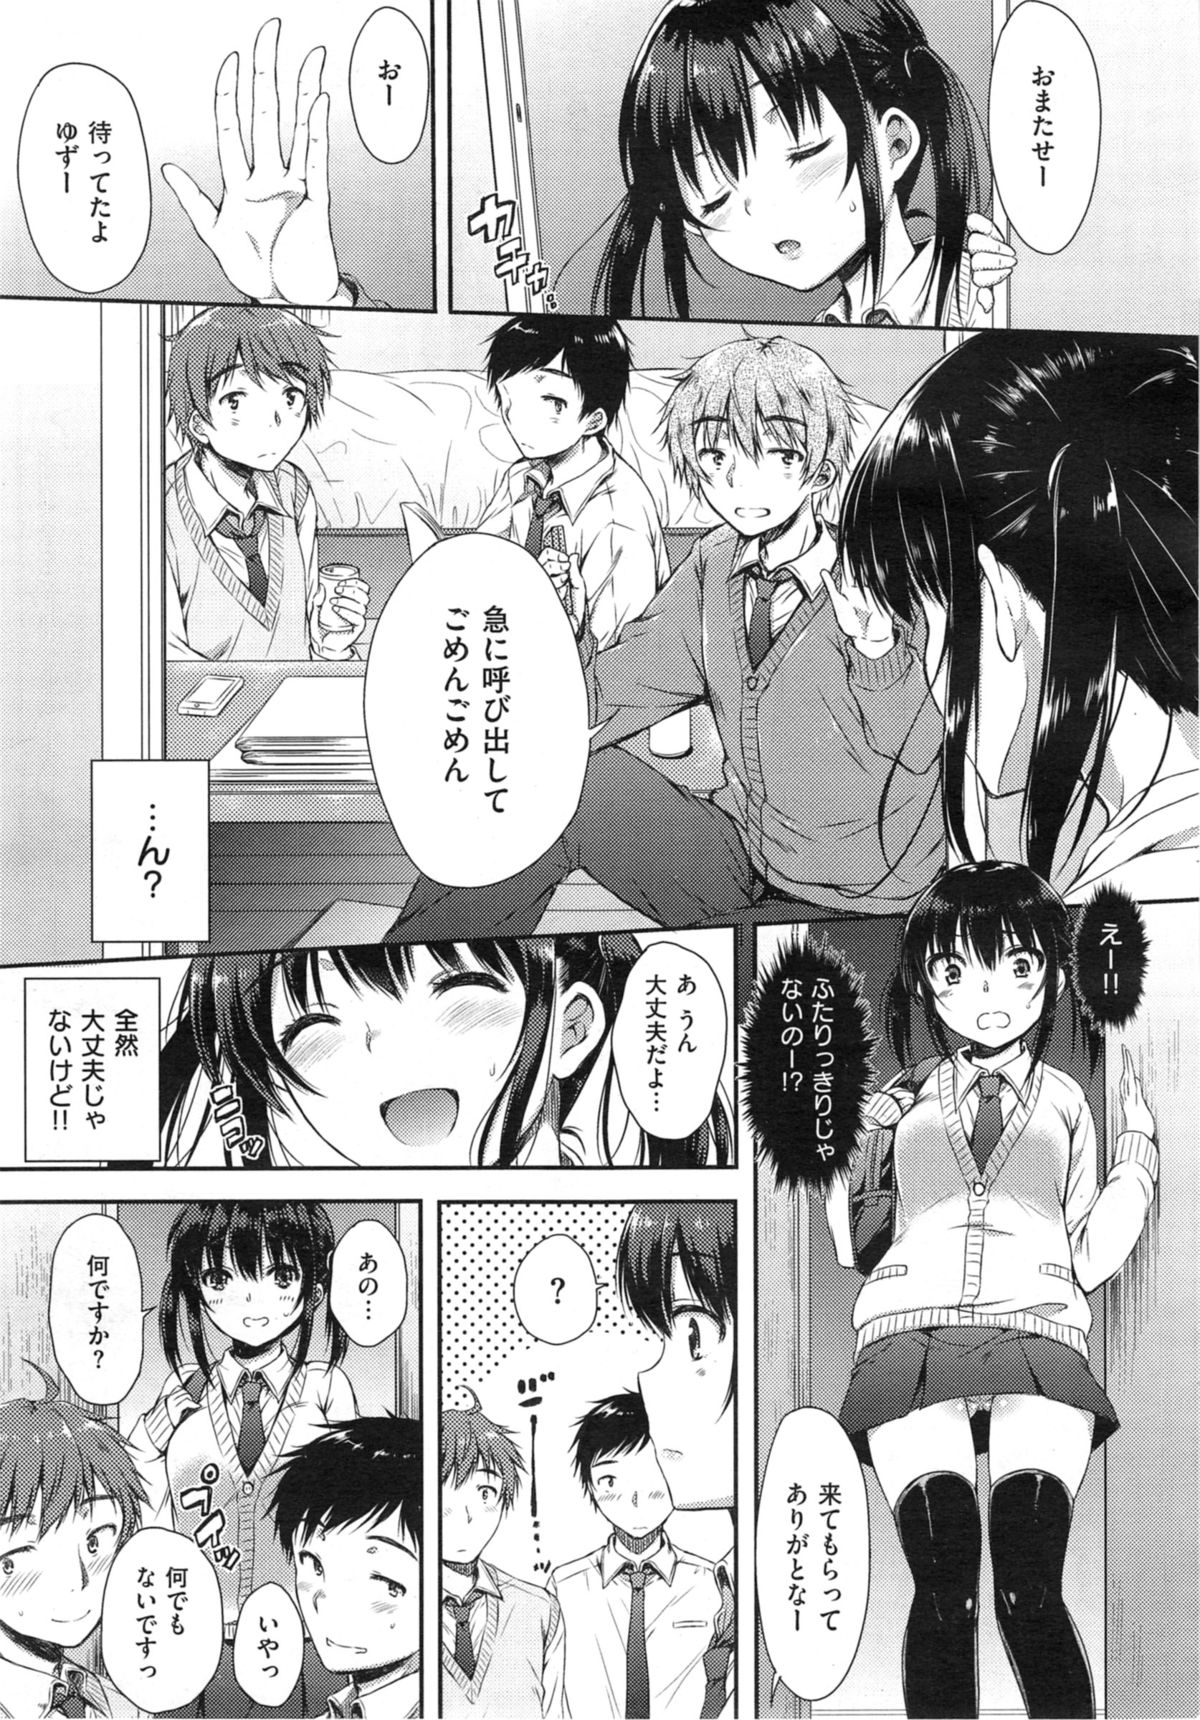 おまたせー
ガチャ…
おー
待ってたよ
ゆずー
急に呼び出して
ごめんごめん
…ん？
えー!!
ふたりっきりじゃ
ないのー!?
来てもらって
ありがとなー
あ うん
大丈夫だよ…
ニコニコッ
全然
大丈夫じゃ
ないけど!!
？
ジー…ッ
あの…
何ですか？
プイッ
いやっ
何でも
ないですっ